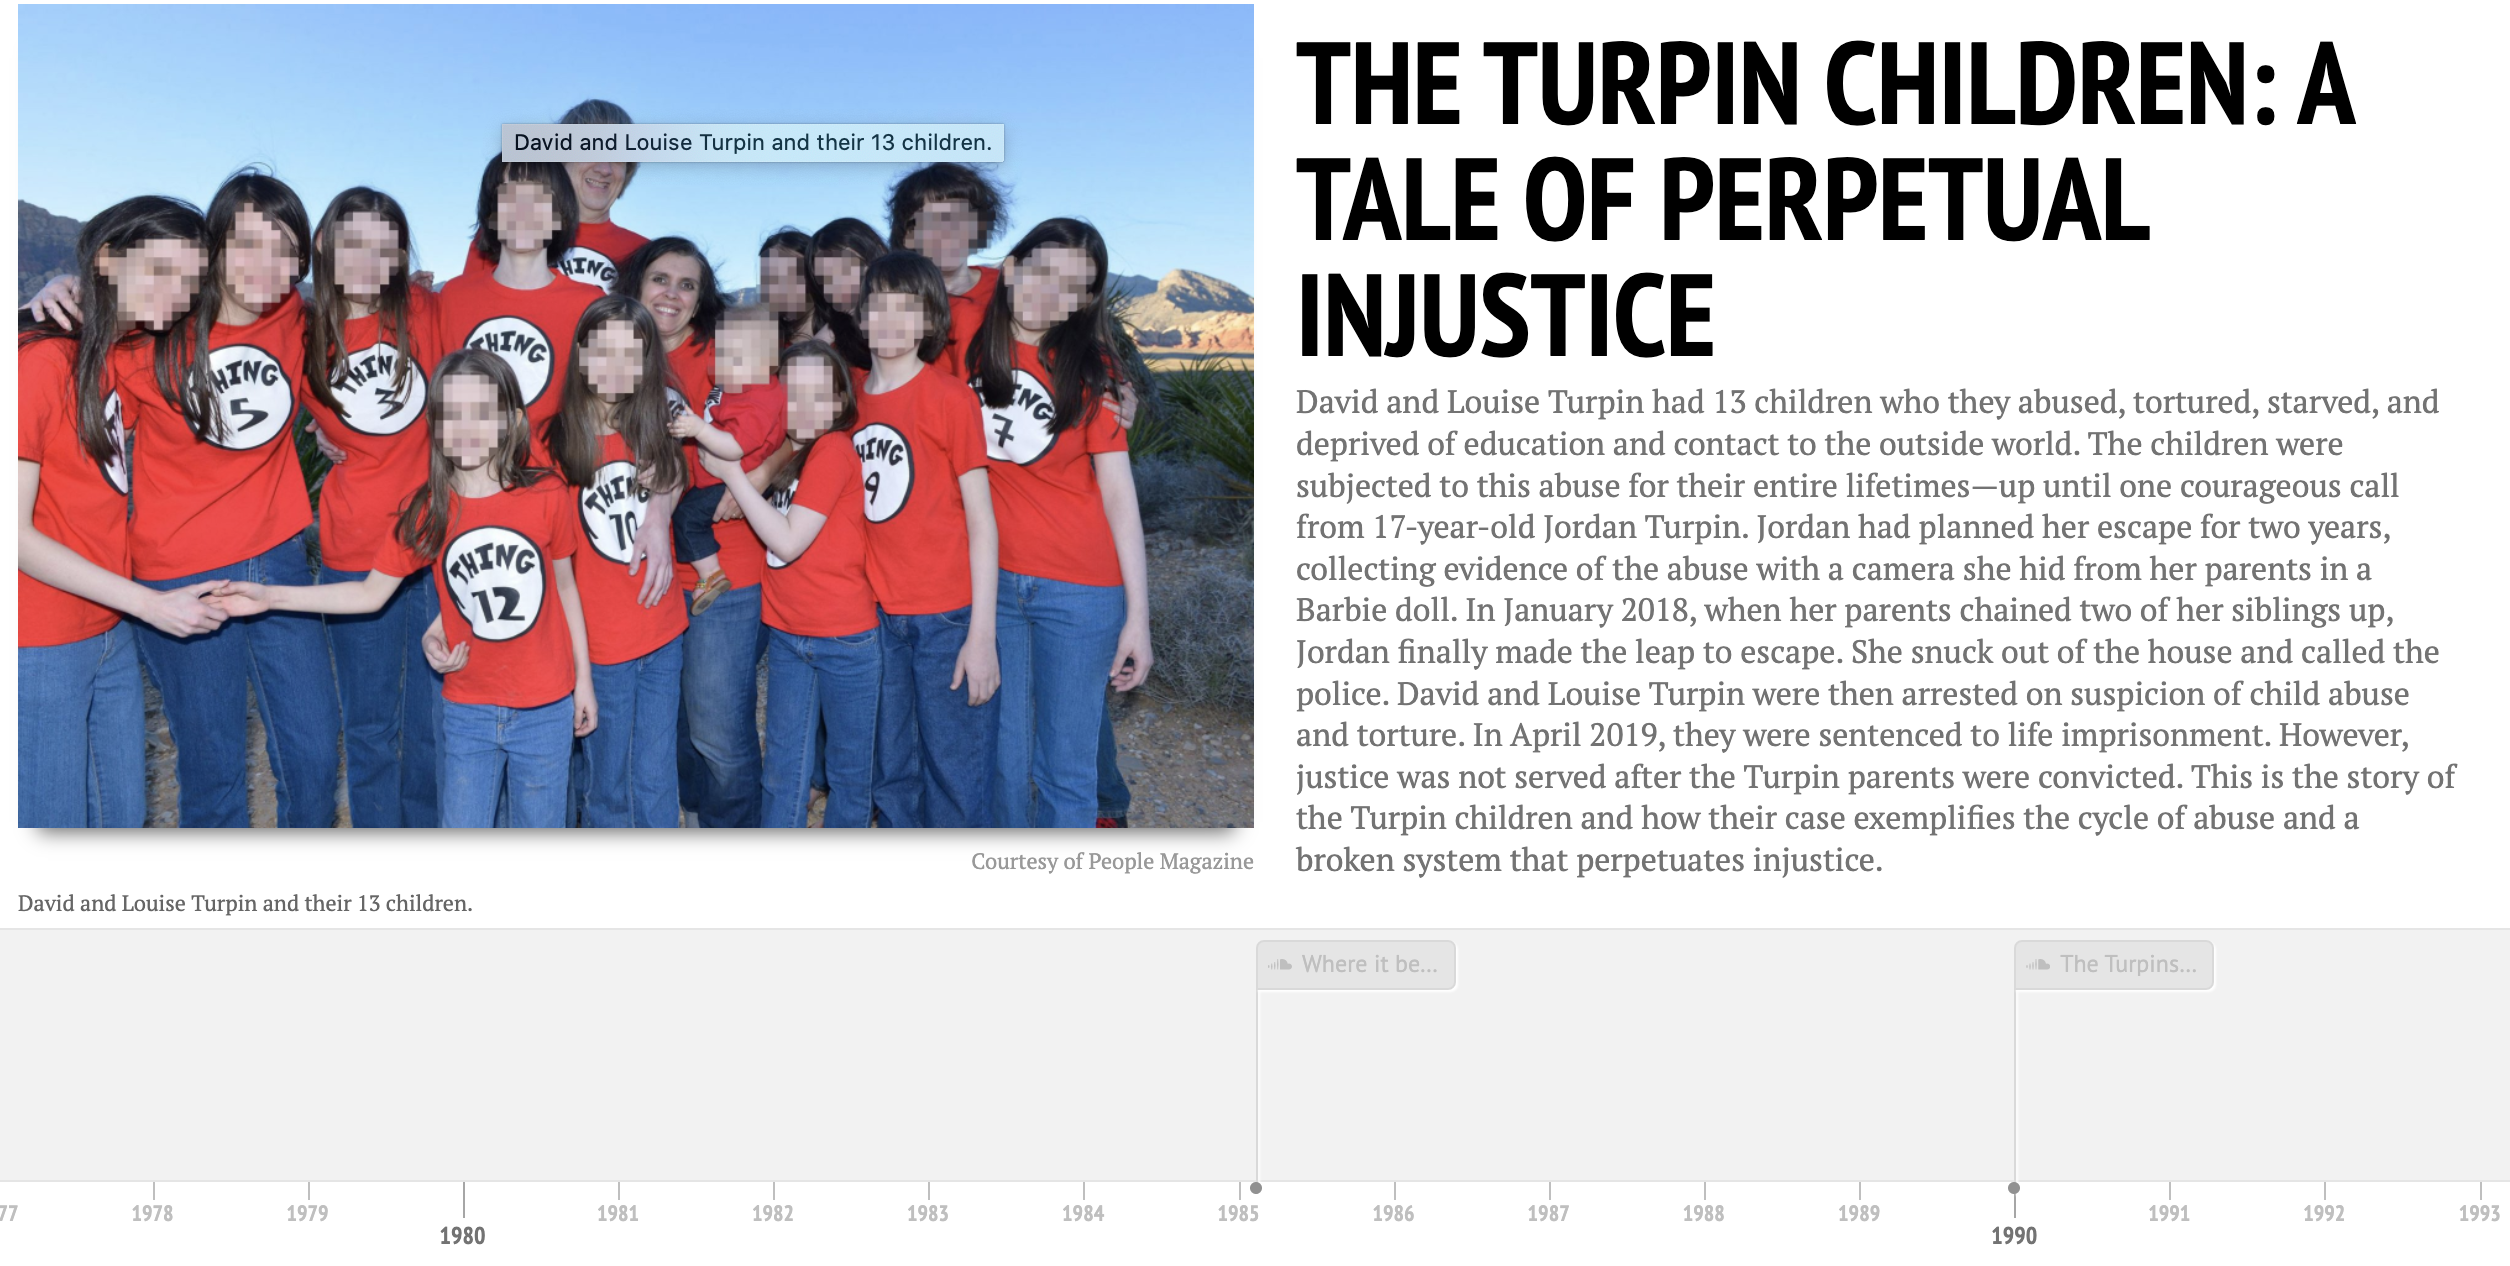 THE TURPIN CHILDREN: A
TALE OF PERPETUAL
INJUSTICE
David and Louise Turpin had 13 children who they abused, tortured, starved, and
deprived of education and contact to the outside world. The children were
subjected to this abuse for their entire lifetimes—up until one courageous call
from 17-year-old Jordan Turpin. Jordan had planned her escape for two years,
collecting evidence of the abuse with a camera she hid from her parents in a
Barbie doll. In January 2018, when her parents chained two of her siblings up,
Jordan finally made the leap to escape. She snuck out of the house and called the
police. David and Louise Turpin were then arrested on suspicion of child abuse
and torture. In April 2019, they were sentenced to life imprisonment. However,
justice was not served after the Turpin parents were convicted. This is the story of
the Turpin children and how their case exemplifies the cycle of abuse and a
broken system that perpetuates injustice.
David and Louise Turpin and their 13 children.
HING
THING
HING
5
THIN
3
ING
7
HING
9
THING
10
THING
12
Courtesy of People Magazine
David and Louise Turpin and their 13 children.
Where it be...
The Turpins...
77 1978 1979 1980 1981 1982 1983 1984 1985 1986 1987 1988 1989 1990 1991 1992 1993